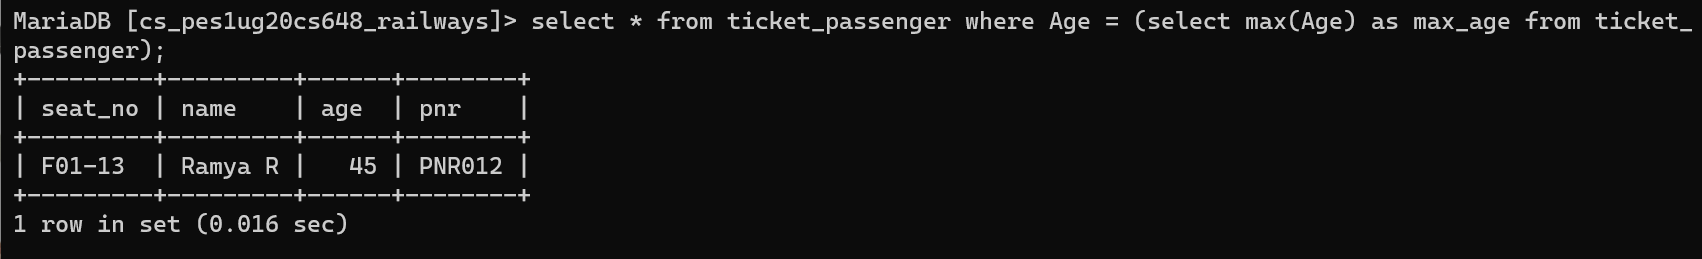 MariaDB [cs_pes1ug20cs648_railways]> select * from ticket_passenger where Age = (select max(Age) as max_age from ticket_
passenger);
+---------+---------+------+--------+
| seat_no | name    | age  | pnr    |
+---------+---------+------+--------+
| F01-13  | Ramya R |   45 | PNR012 |
+---------+---------+------+--------+
1 row in set (0.016 sec)